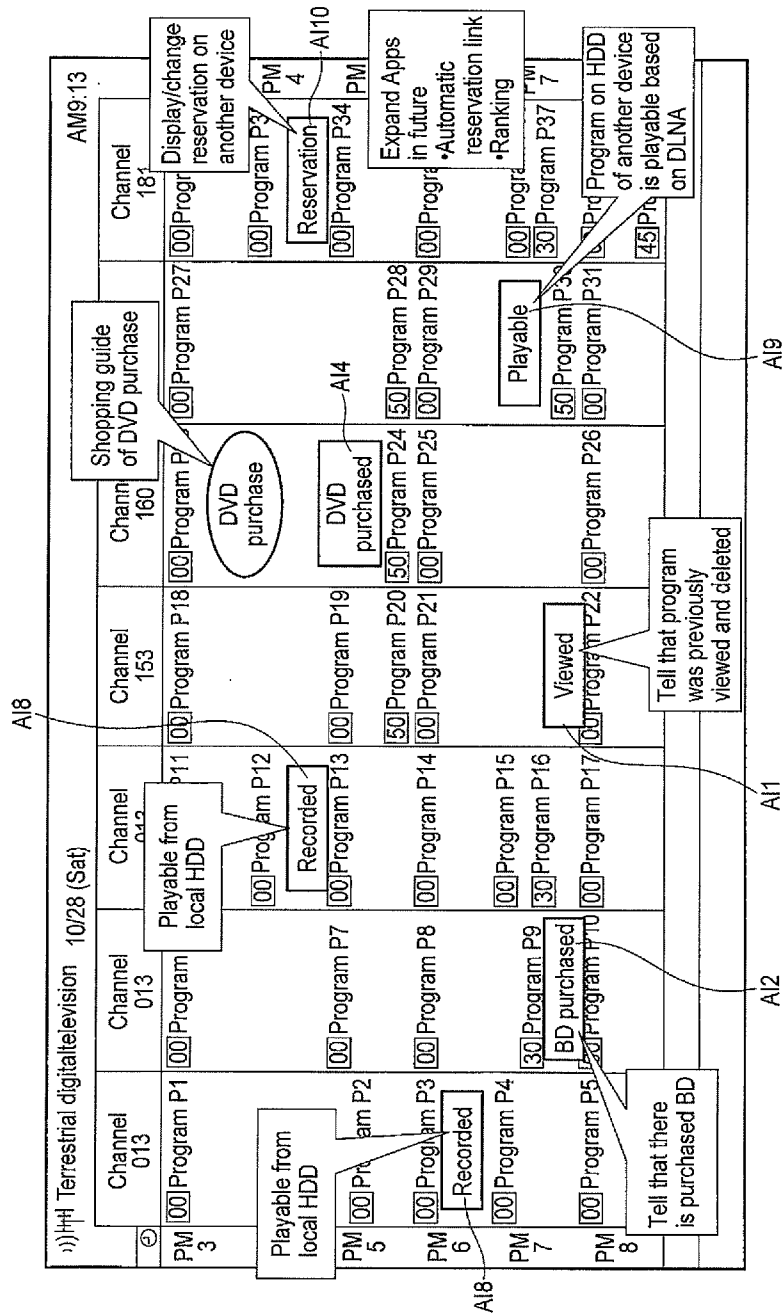 Terrestrial digitaltelevision 10/28 (Sat)
AM9:13
PM
3
PM
5
PM
6
PM
7
PM
8
Channel
013
00 Program P1
00 P P2
00 Program P3
Recorded
00 Program P4
00 Program P5
Playable from
local HDD
AI8
Tell that there
is purchased BD
Channel
013
00 Program
00 Program P7
00 Program P8
30 Program P9
BD purchased
Program P10
AI2
Channel
P11
Playable from
local HDD
AI8
00 Program P12
Recorded
00 Program P13
00 Program P14
00 Program P15
30 Program P16
00 Program P17
Channel
153
00 Program P18
00 Program P19
50 Program P20
00 Program P21
Viewed
00 Program P22
AI1
Tell that program
was previously
viewed and deleted
Channel
160
Shopping guide
of DVD purchase
00 Program
DVD
purchase
DVD
purchased
AI4
50 Program P24
00 Program P25
00 Program P26
00 Program P27
50 Program P28
00 Program P29
Playable
50 Program
00 Program P31
AI9
Channel
181
Display/change
reservation on
another device
AI10
00 Program
00 Program
Reservation
00 Program P34
00
00
30 Program P37
45
PM
4
PM
PM
7
Expand Apps
in future
•Automatic
reservation link
•Ranking
Program on HDD
of another device
is playable based
on DLNA